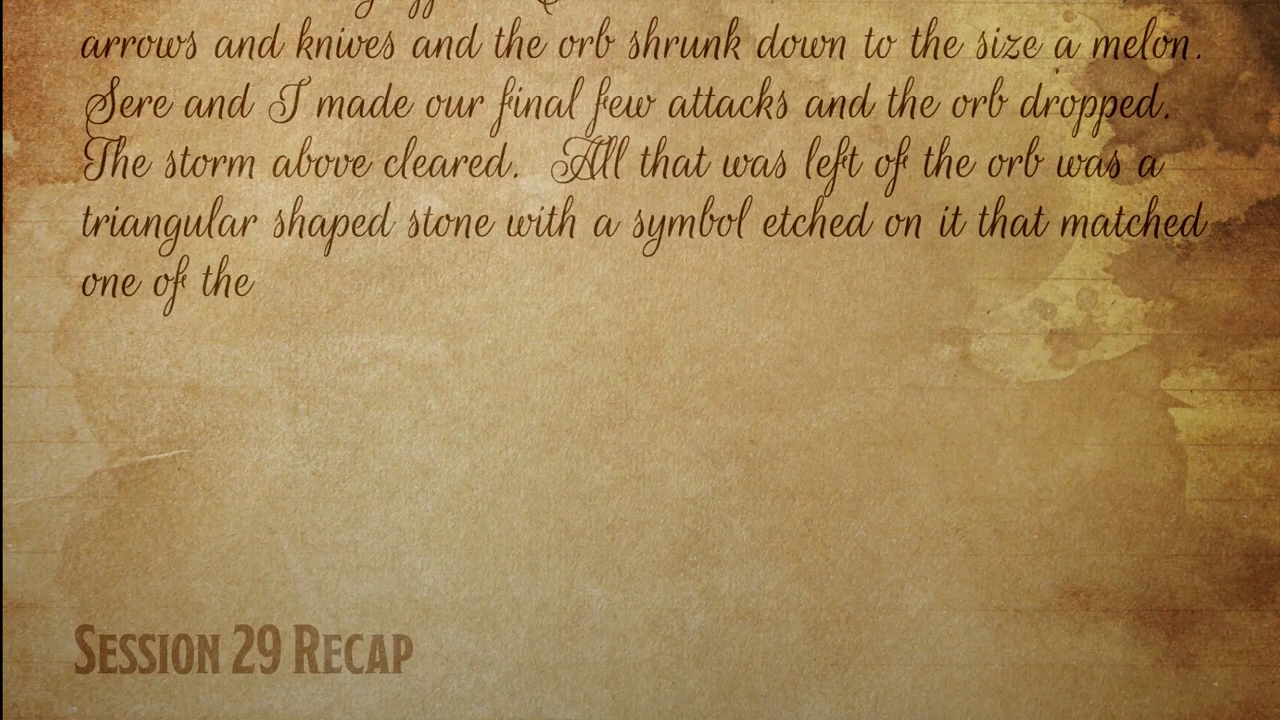 arrows and knives and the orb shrunk down to the size a melon.
Sere and I made our final few attacks and the orb dropped.
The storm above cleared. All that was left of the orb was a
triangular shaped stone with a symbol etched on it that matched
one of the
Session 29 Recap